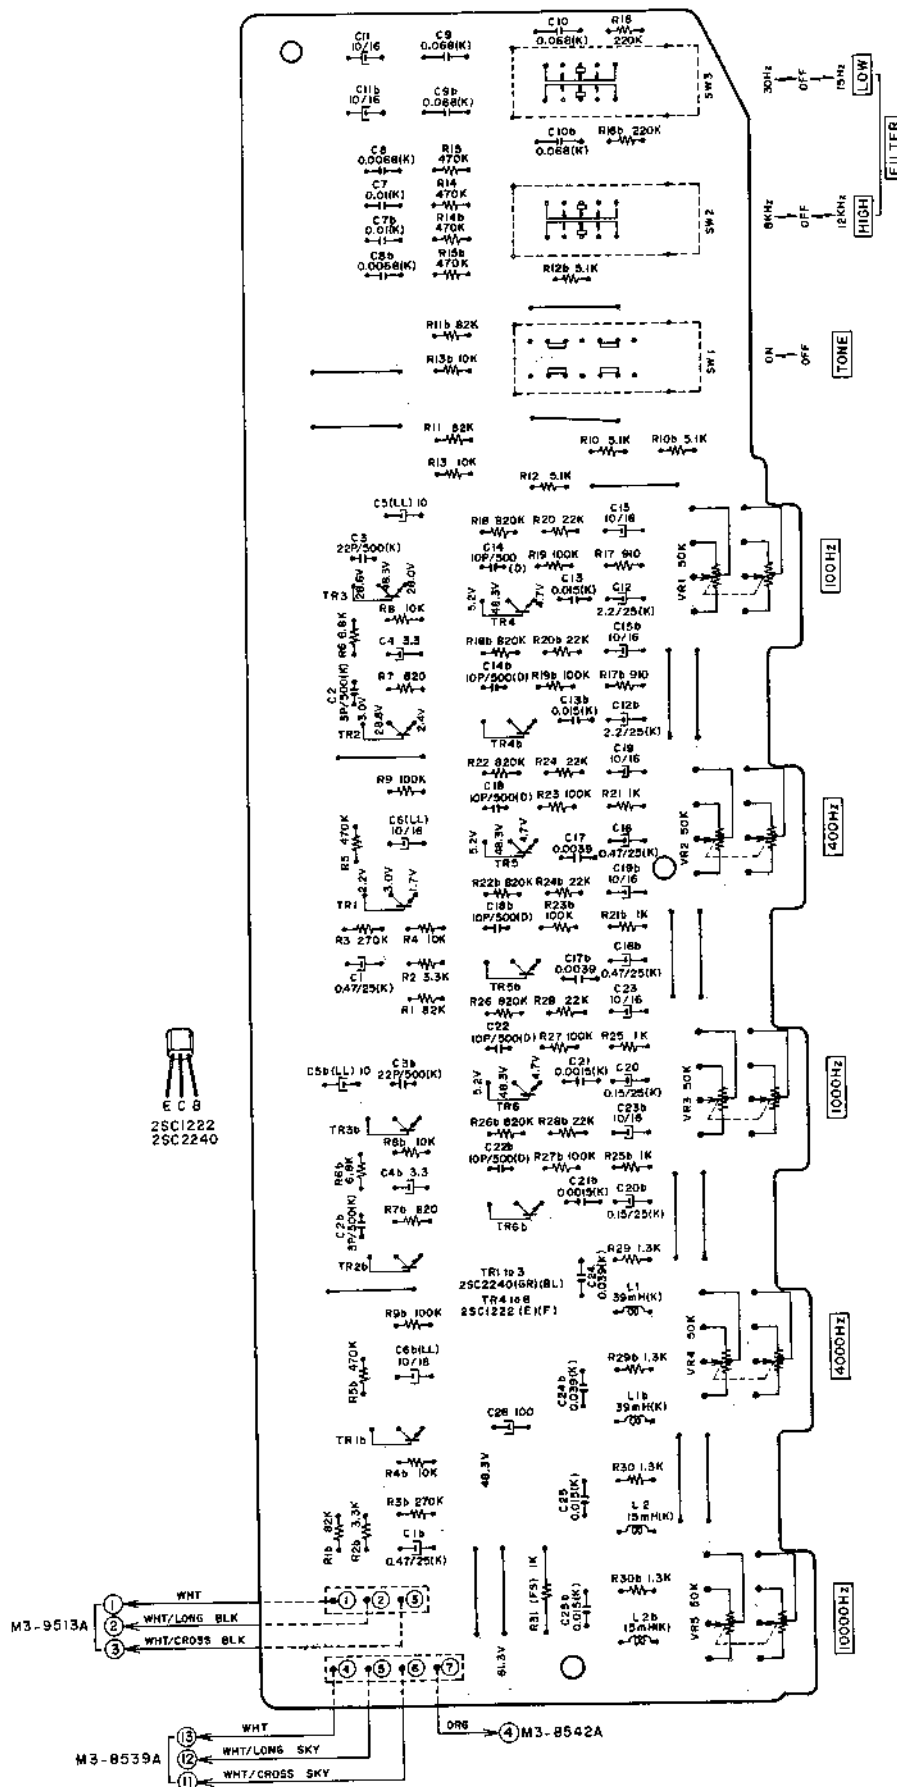 C11
10/16
C9
0.068(K)
C10
0.068(K)
R16
220K
SW3
30Hz
OFF
15Hz
LOW
C11b
10/16
C9b
0.068(K)
C10b
0.068(K)
R16b 220K
FILTER
C8
0.0068(K)
R15
470K
C7
0.01(K)
R14
470K
C7b
0.01(K)
R14b
470K
C8b
0.0068(K)
R15b
470K
SW2
8KHz
OFF
12KHz
HIGH
R12b 5.1K
R11b 82K
R13b 10K
SW1
ON
OFF
TONE
R11 82K
R13 10K
R10 5.1K
R10b 5.1K
R12 5.1K
C5(LL) 10
R18 820K
R20 22K
C15
10/16
C3
22P/500(K)
C14
10P/500
(D)
R19 100K
R17 910
VR1 50K
100Hz
28.6V
48.3V
28.0V
TR3
R8 10K
5.2V
48.3V
4.7V
TR4
C13
0.015(K)
C12
2.2/25(K)
R6 6.8K
C4 3.3
R18b 820K
R20b 22K
C15b
10/16
C2
3P/500(K)
R7 820
C14b
10P/500(D)
R19b 100K
R17b 910
3.0V
28.6V
2.4V
TR2
TR4b
C13b
0.015(K)
C12b
2.2/25(K)
R9 100K
R22 820K
R24 22K
C19
10/16
C18
10P/500(D)
R23 100K
R21 1K
VR2 50K
400Hz
R5 470K
C6(LL)
10/16
5.2V
48.3V
4.7V
TR5
C17
0.0039
C16
0.47/25(K)
2.2V
3.0V
1.7V
TR1
R22b 820K
R24b 22K
C19b
10/16
C18b
10P/500(D)
R23b
100K
R21b 1K
R3 270K
R4 10K
C1
0.47/25(K)
R2 3.3K
R1 82K
TR5b
C17b
0.0039
C16b
0.47/25(K)
R26 820K
R28 22K
C23
10/16
C22
10P/500(D)
R27 100K
R25 1K
VR3 50K
1000Hz
E C B
2SC1222
2SC2240
C5b(LL) 10
C3b
22P/500(K)
5.2V
48.3V
4.7V
TR6
C21
0.0015(K)
C20
0.15/25(K)
TR3b
R8b 10K
R26b 820K
R28b 22K
C23b
10/16
C22b
10P/500(D)
R27b 100K
R25b 1K
R6b
6.8K
C4b 3.3
C2b
3P/500(K)
R7b 820
TR6b
C21b
0.0015(K)
C20b
0.15/25(K)
TR2b
TR1 to 3
2SC2240(GR)(BL)
TR4 to 6
2SC1222 (E)(F)
C24
0.039(K)
R29 1.3K
L1
39mH(K)
VR4 50K
4000Hz
R9b 100K
R5b 470K
C6b(LL)
10/16
C24b
0.039(K)
R29b 1.3K
L1b
39mH(K)
TR1b
C26 100
48.3V
R4b 10K
R30 1.3K
C25
0.015(K)
L2
15mH(K)
R1b 82K
R2b 3.3K
R3b 270K
C1b
0.47/25(K)
R31 (FS) 1K
C25b
0.015(K)
R30b 1.3K
L2b
15mH(K)
VR5 50K
10000Hz
61.3V
M3-9513A
1 WHT 1
2 WHT/LONG BLK 2
3 WHT/CROSS BLK 3
4 5 6 7
M3-8539A
13 WHT
12 WHT/LONG SKY
11 WHT/CROSS SKY
ORG 4 M3-8542A